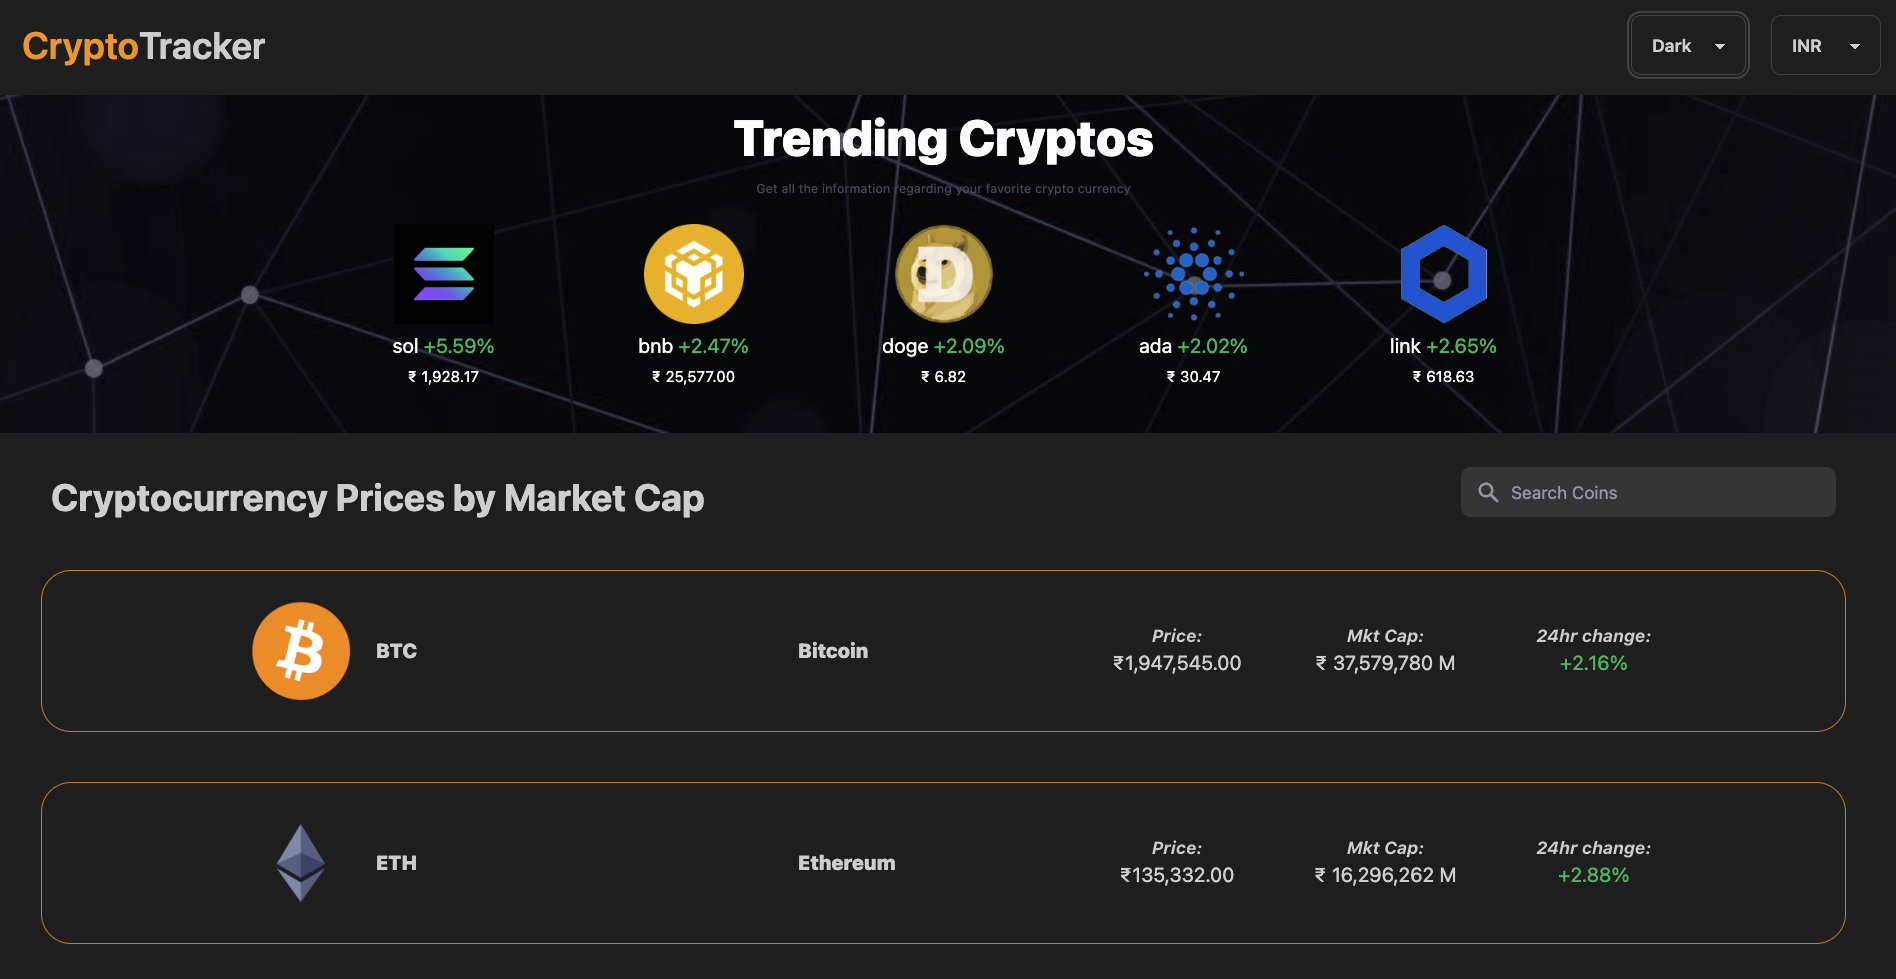 CryptoTracker
Dark
INR
Trending Cryptos
Get all the information regarding your favorite crypto currency
sol +5.59%
₹ 1,928.17
bnb +2.47%
₹ 25,577.00
doge +2.09%
₹ 6.82
ada +2.02%
₹ 30.47
link +2.65%
₹ 618.63
Cryptocurrency Prices by Market Cap
Search Coins
BTC
Bitcoin
Price:
₹1,947,545.00
Mkt Cap:
₹ 37,579,780 M
24hr change:
+2.16%
ETH
Ethereum
Price:
₹135,332.00
Mkt Cap:
₹ 16,296,262 M
24hr change:
+2.88%